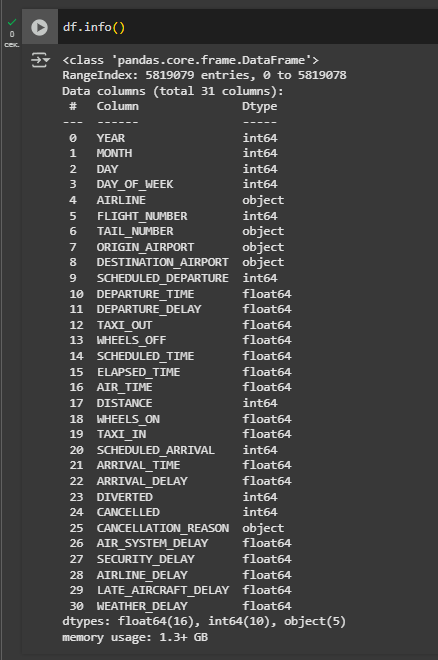 df.info()
0
сек.
<class 'pandas.core.frame.DataFrame'>
RangeIndex: 5819079 entries, 0 to 5819078
Data columns (total 31 columns):
 #   Column               Dtype
---  ------               -----
 0   YEAR                 int64
 1   MONTH                int64
 2   DAY                  int64
 3   DAY_OF_WEEK          int64
 4   AIRLINE              object
 5   FLIGHT_NUMBER        int64
 6   TAIL_NUMBER          object
 7   ORIGIN_AIRPORT       object
 8   DESTINATION_AIRPORT  object
 9   SCHEDULED_DEPARTURE  int64
 10  DEPARTURE_TIME       float64
 11  DEPARTURE_DELAY      float64
 12  TAXI_OUT             float64
 13  WHEELS_OFF           float64
 14  SCHEDULED_TIME       float64
 15  ELAPSED_TIME         float64
 16  AIR_TIME             float64
 17  DISTANCE             int64
 18  WHEELS_ON            float64
 19  TAXI_IN              float64
 20  SCHEDULED_ARRIVAL    int64
 21  ARRIVAL_TIME         float64
 22  ARRIVAL_DELAY        float64
 23  DIVERTED             int64
 24  CANCELLED            int64
 25  CANCELLATION_REASON  object
 26  AIR_SYSTEM_DELAY     float64
 27  SECURITY_DELAY       float64
 28  AIRLINE_DELAY        float64
 29  LATE_AIRCRAFT_DELAY  float64
 30  WEATHER_DELAY        float64
dtypes: float64(16), int64(10), object(5)
memory usage: 1.3+ GB